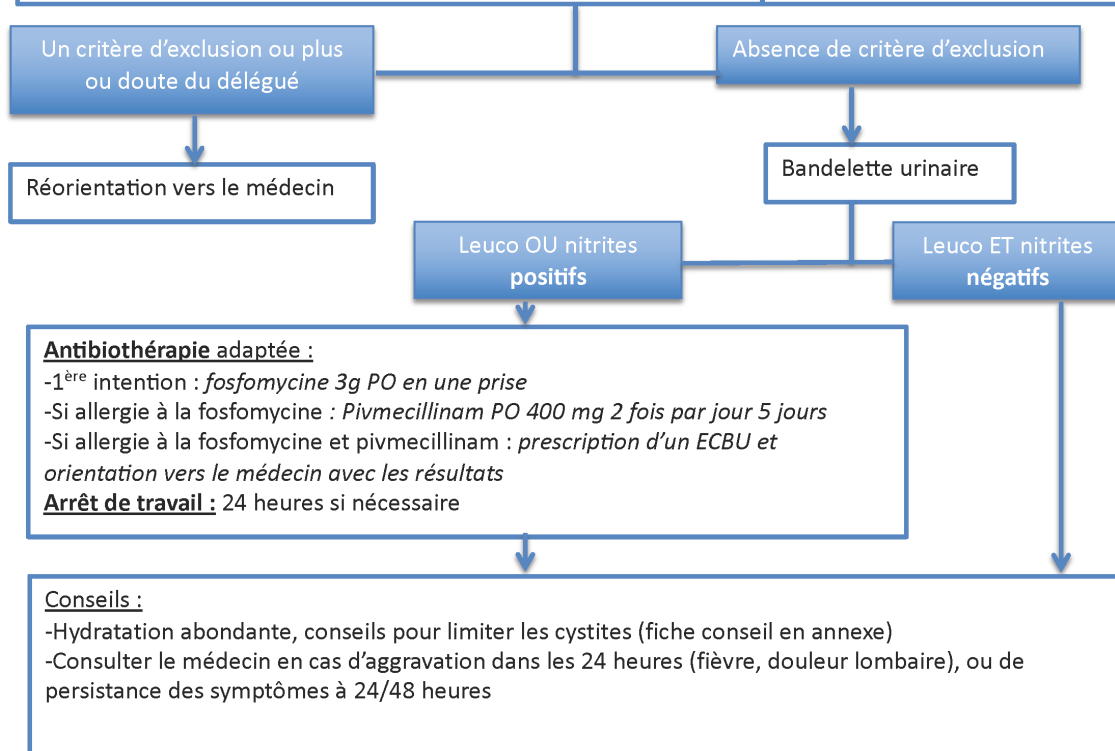 Un critère d'exclusion ou plus
ou doute du délégué
Absence de critère d'exclusion
Réorientation vers le médecin
Bandelette urinaire
Leuco OU nitrites
positifs
Leuco ET nitrites
négatifs
Antibiothérapie adaptée :
-1ère intention : fosfomycine 3g PO en une prise
-Si allergie à la fosfomycine : Pivmecillinam PO 400 mg 2 fois par jour 5 jours
-Si allergie à la fosfomycine et pivmecillinam : prescription d'un ECBU et
orientation vers le médecin avec les résultats
Arrêt de travail : 24 heures si nécessaire
Conseils :
-Hydratation abondante, conseils pour limiter les cystites (fiche conseil en annexe)
-Consulter le médecin en cas d'aggravation dans les 24 heures (fièvre, douleur lombaire), ou de
persistance des symptômes à 24/48 heures